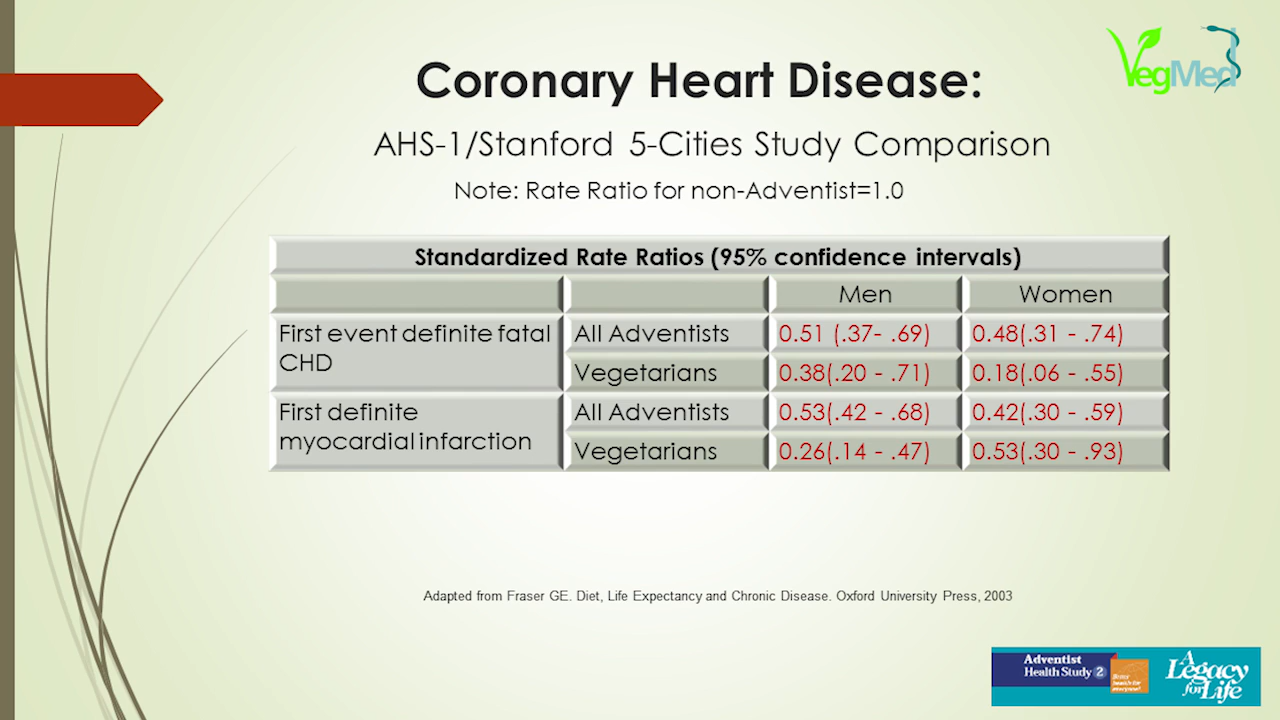 VegMed
Coronary Heart Disease:
AHS-1/Stanford 5-Cities Study Comparison
Note: Rate Ratio for non-Adventist=1.0
Standardized Rate Ratios (95% confidence intervals)
Men Women
First event definite fatal CHD All Adventists 0.51 (.37- .69) 0.48(.31 - .74)
Vegetarians 0.38(.20 - .71) 0.18(.06 - .55)
First definite myocardial infarction All Adventists 0.53(.42 - .68) 0.42(.30 - .59)
Vegetarians 0.26(.14 - .47) 0.53(.30 - .93)
Adapted from Fraser GE. Diet, Life Expectancy and Chronic Disease. Oxford University Press, 2003
Adventist
Health Study 2
Better
health for
everyone!
A
Legacy
for Life